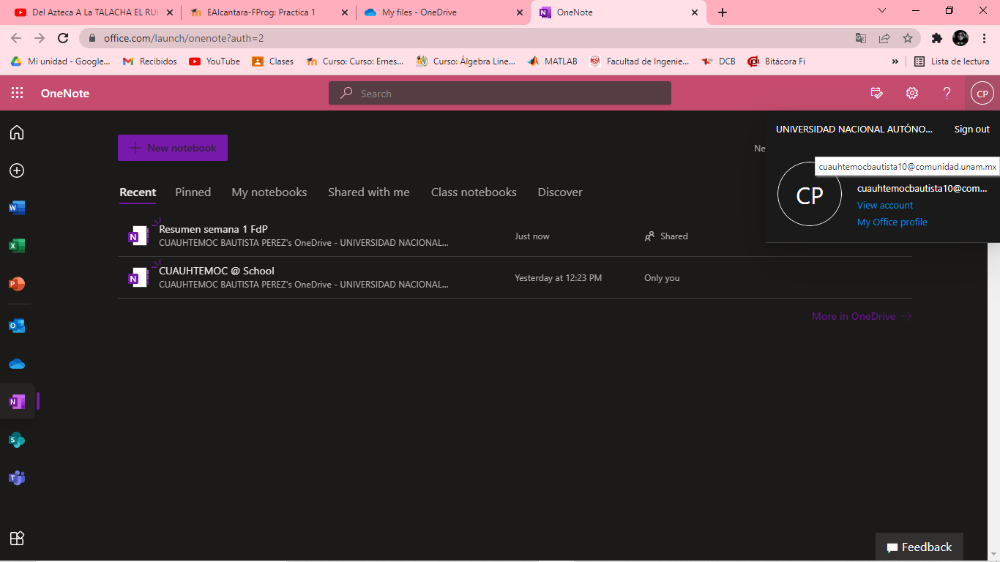 Del Azteca A La TALACHA EL RUI
EAlcantara-FProg: Practica 1
My files - OneDrive
OneNote
office.com/launch/onenote?auth=2
Mi unidad - Google...
Recibidos
YouTube
Clases
Curso: Curso: Ernes...
Curso: Álgebra Line...
MATLAB
Facultad de Ingenie...
DCB
Bitácora Fi
»
Lista de lectura
OneNote
Search
?
CP
UNIVERSIDAD NACIONAL AUTÓNO...
Sign out
New notebook
Ne
cuauhtemocbautista10@comunidad.unam.mx
CP
cuauhtemocbautista10@com...
View account
My Office profile
Recent
Pinned
My notebooks
Shared with me
Class notebooks
Discover
Resumen semana 1 FdP
CUAUHTEMOC BAUTISTA PEREZ's OneDrive - UNIVERSIDAD NACIONAL...
Just now
Shared
CUAUHTEMOC @ School
CUAUHTEMOC BAUTISTA PEREZ's OneDrive - UNIVERSIDAD NACIONAL...
Yesterday at 12:23 PM
Only you
More in OneDrive
Feedback